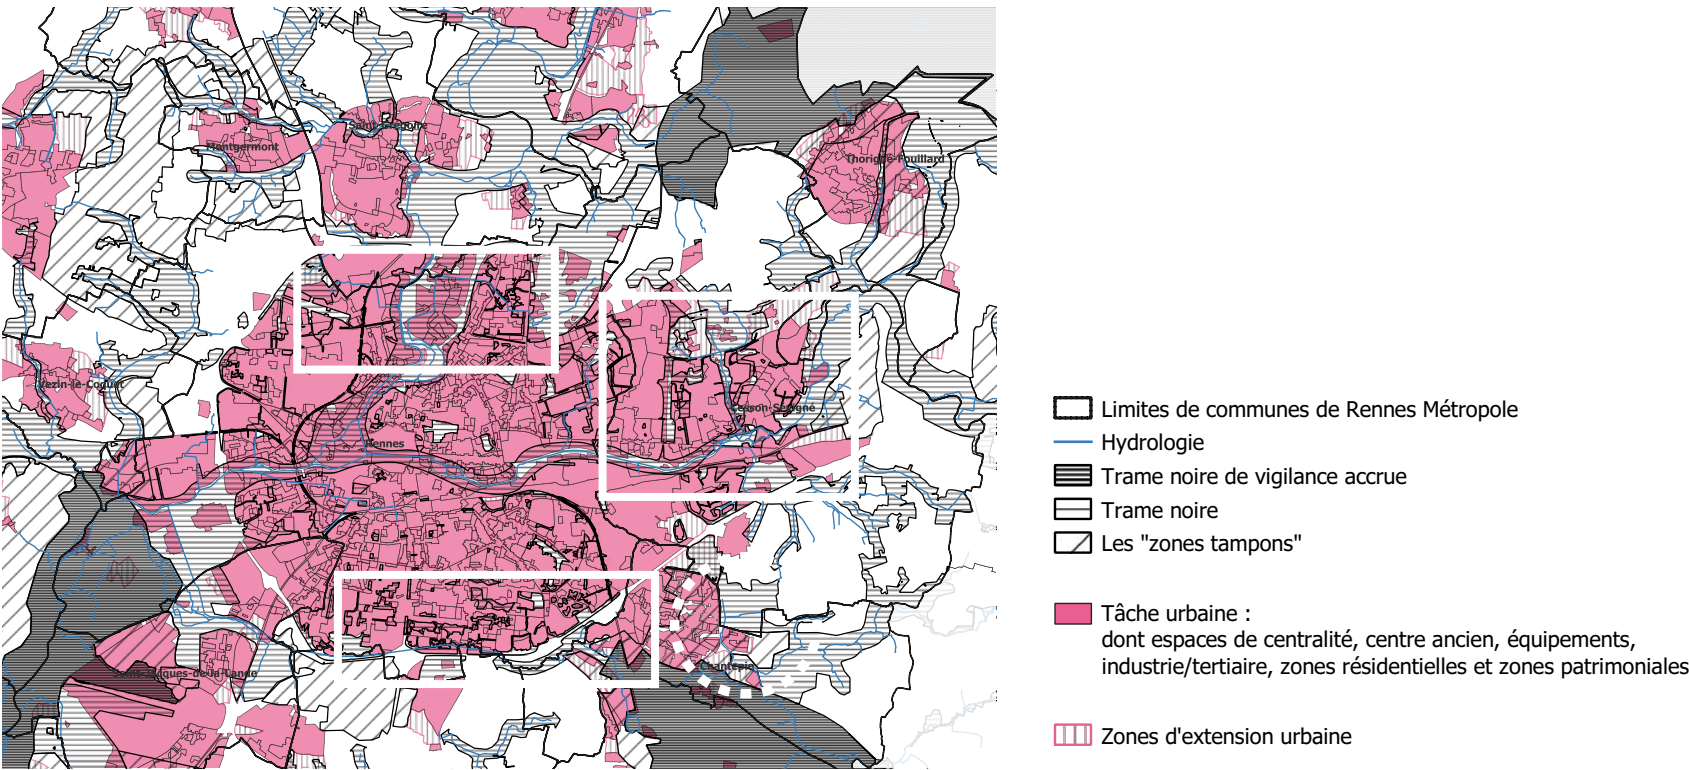 Saint-Grégoire
Montgermont
Thorigné-Fouillard
Vezin-le-Coquet
Cesson-Sévigné
Rennes
Chantepie
Saint-Jacques-de-la-Lande
Limites de communes de Rennes Métropole
Hydrologie
Trame noire de vigilance accrue
Trame noire
Les "zones tampons"
Tâche urbaine :
dont espaces de centralité, centre ancien, équipements,
industrie/tertiaire, zones résidentielles et zones patrimoniales
Zones d'extension urbaine